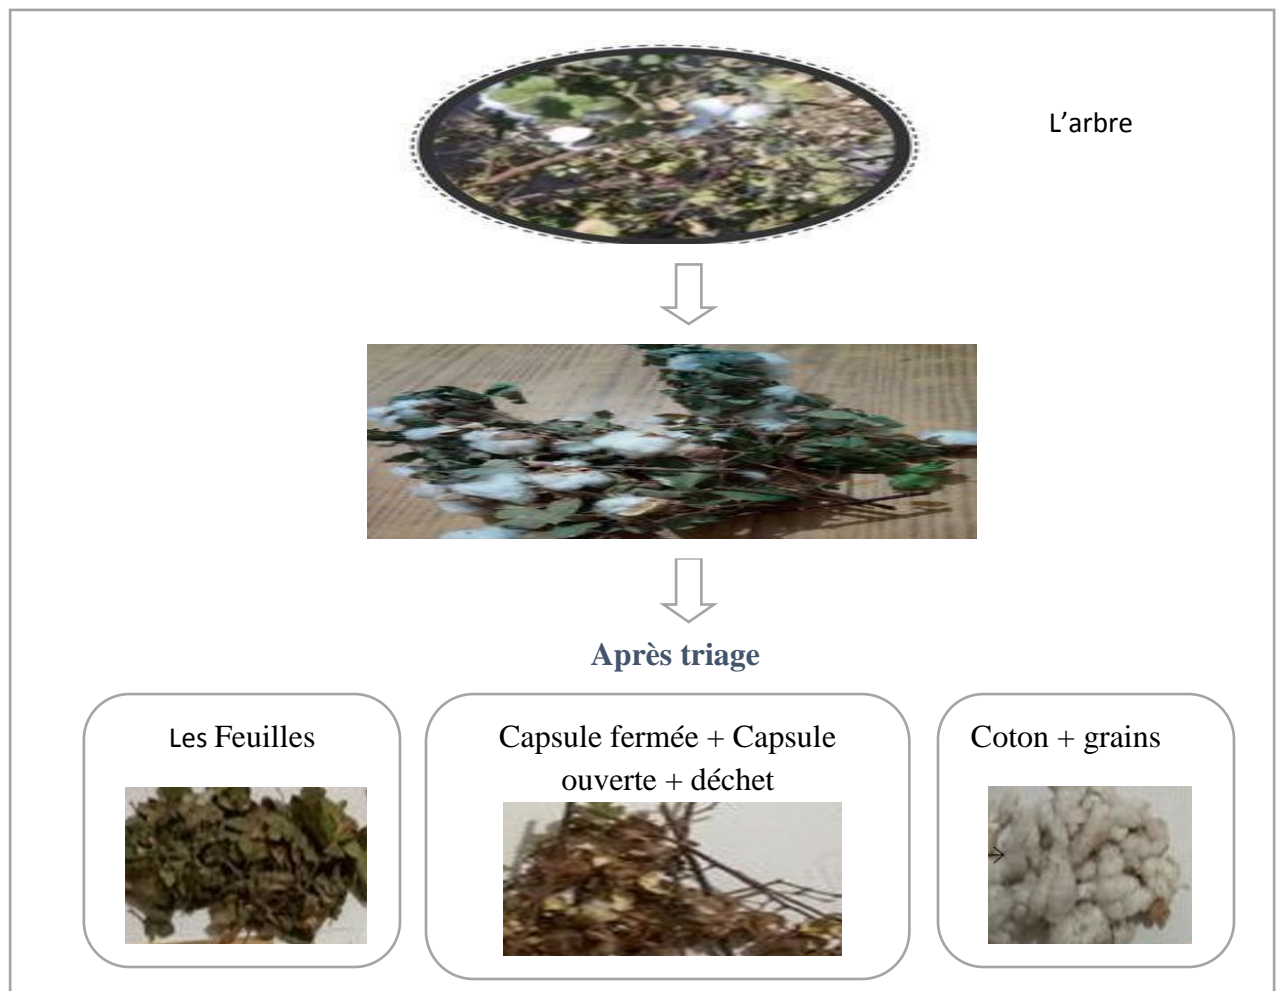 L'arbre
Après triage
Les Feuilles
Capsule fermée + Capsule
ouverte + déchet
Coton + grains